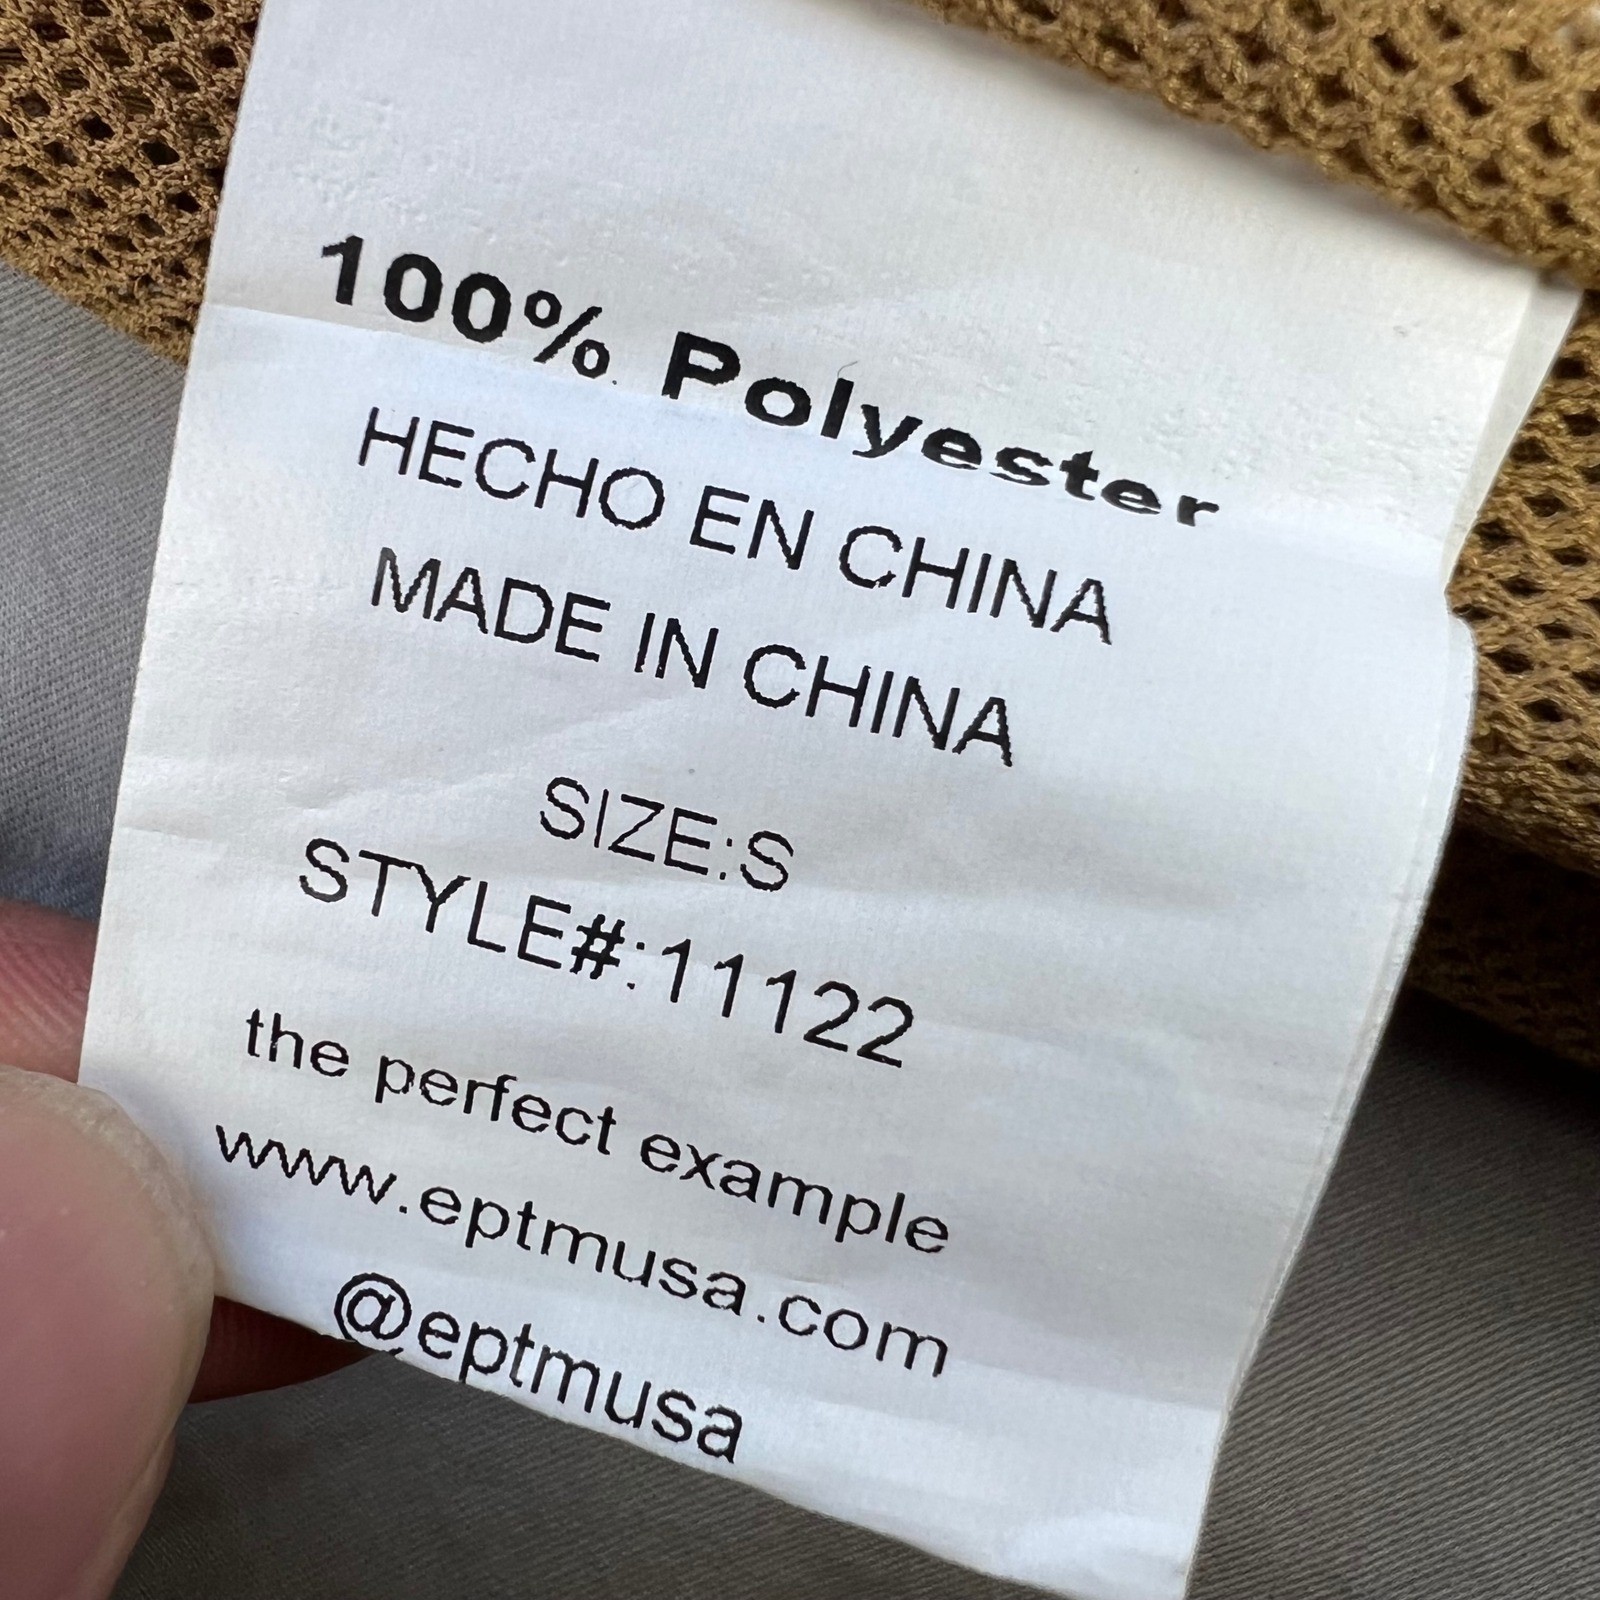 100% Polyester
HECHO EN CHINA
MADE IN CHINA
SIZE:S
STYLE#:11122
the perfect example
www.eptmusa.com
@eptmusa